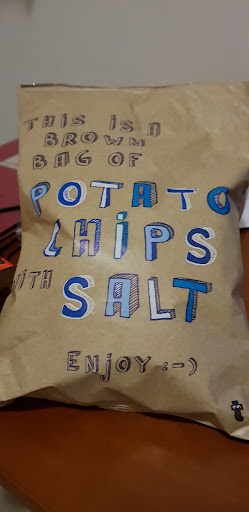 THIS IS A
BROWN
BAG OF
POTATO
CHIPS
WITH SALT
ENjOY :-)